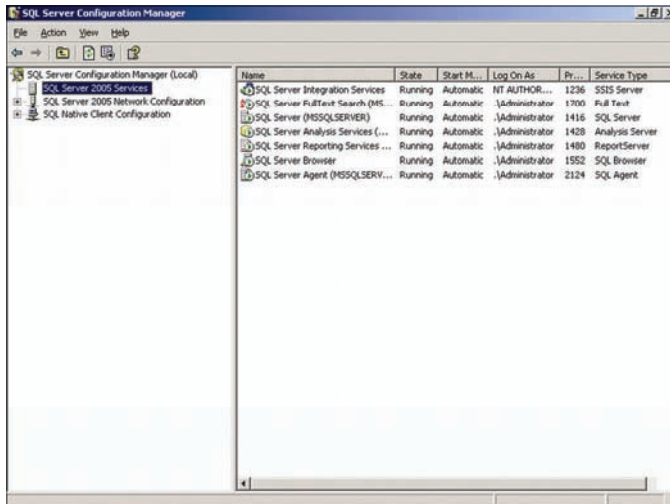 SQL Server Configuration Manager
File Action View Help
SQL Server Configuration Manager (Local)
SQL Server 2005 Services
SQL Server 2005 Network Configuration
SQL Native Client Configuration
Name State Start M... Log On As Pr... Service Type
SQL Server Integration Services Running Automatic NT AUTHOR... 1236 SSIS Server
SQL Server FullText Search (MS... Running Automatic .\Administrator 1700 Full Text
SQL Server (MSSQLSERVER) Running Automatic .\Administrator 1416 SQL Server
SQL Server Analysis Services (... Running Automatic .\Administrator 1428 Analysis Server
SQL Server Reporting Services ... Running Automatic .\Administrator 1480 ReportServer
SQL Server Browser Running Automatic .\Administrator 1552 SQL Browser
SQL Server Agent (MSSQLSERV... Running Automatic .\Administrator 2124 SQL Agent